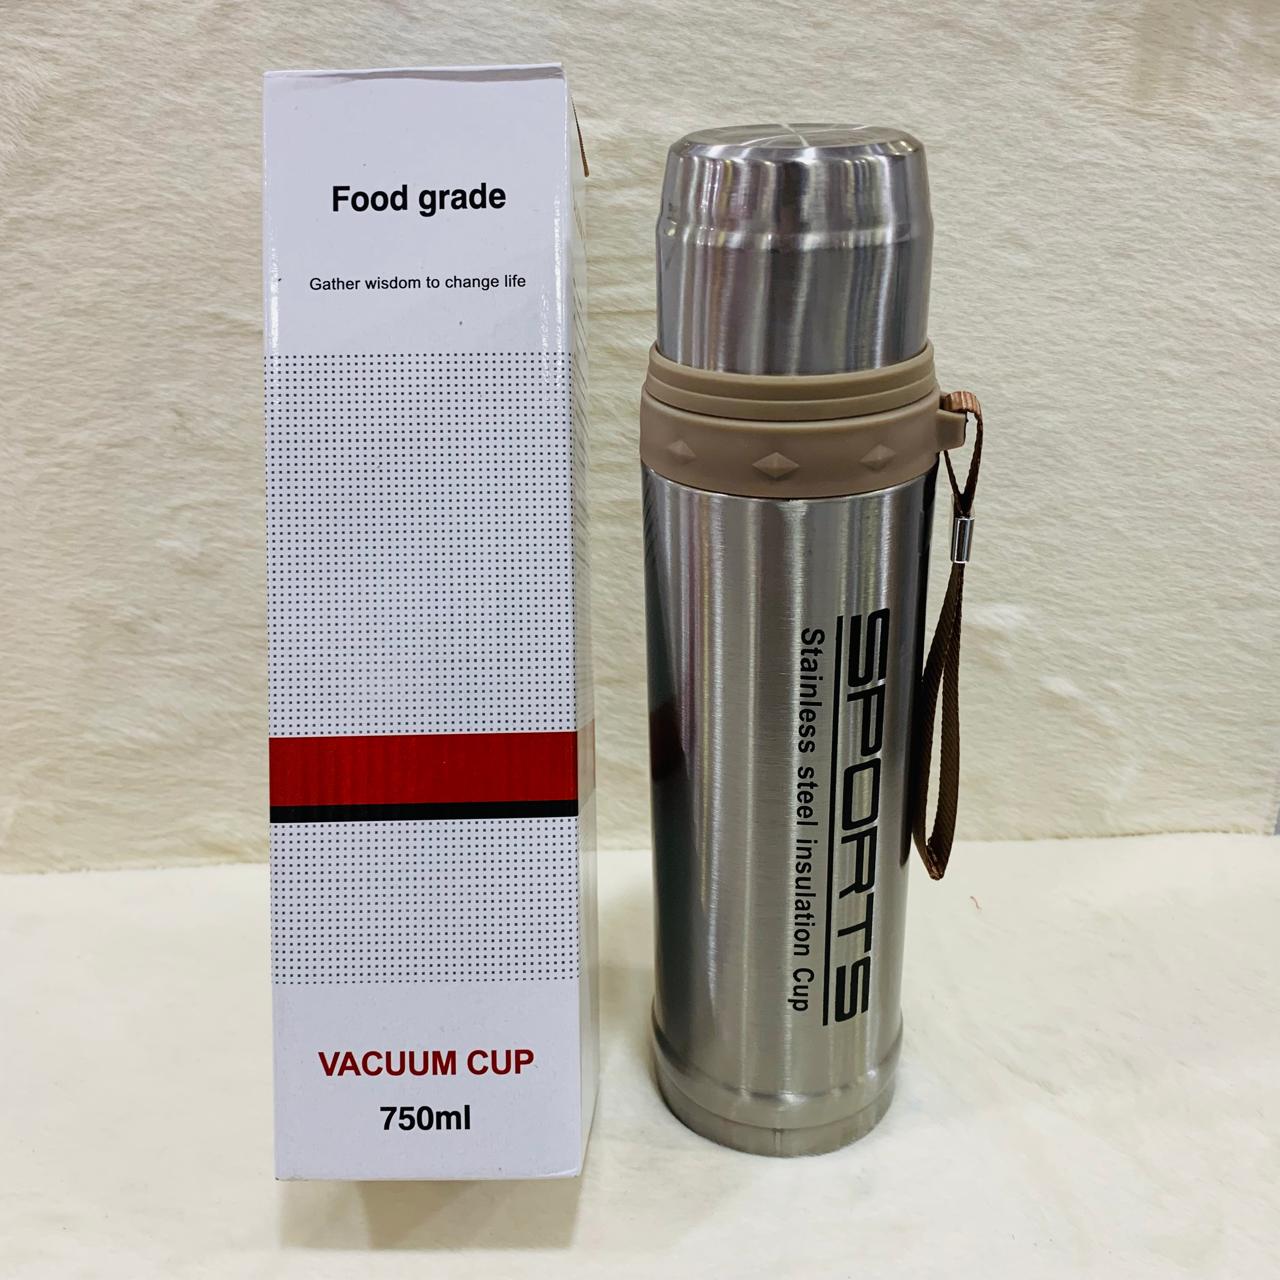 Food grade
Gather wisdom to change life
VACUUM CUP
750ml
SPORTS
Stainless steel insulation Cup